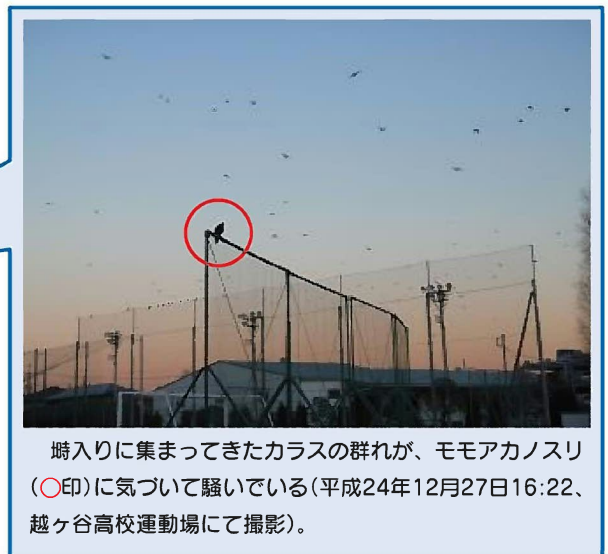 塒入りに集まってきたカラスの群れが、モモアカノスリ
(○印)に気づいて騒いでいる(平成24年12月27日16:22、
越ヶ谷高校運動場にて撮影)。